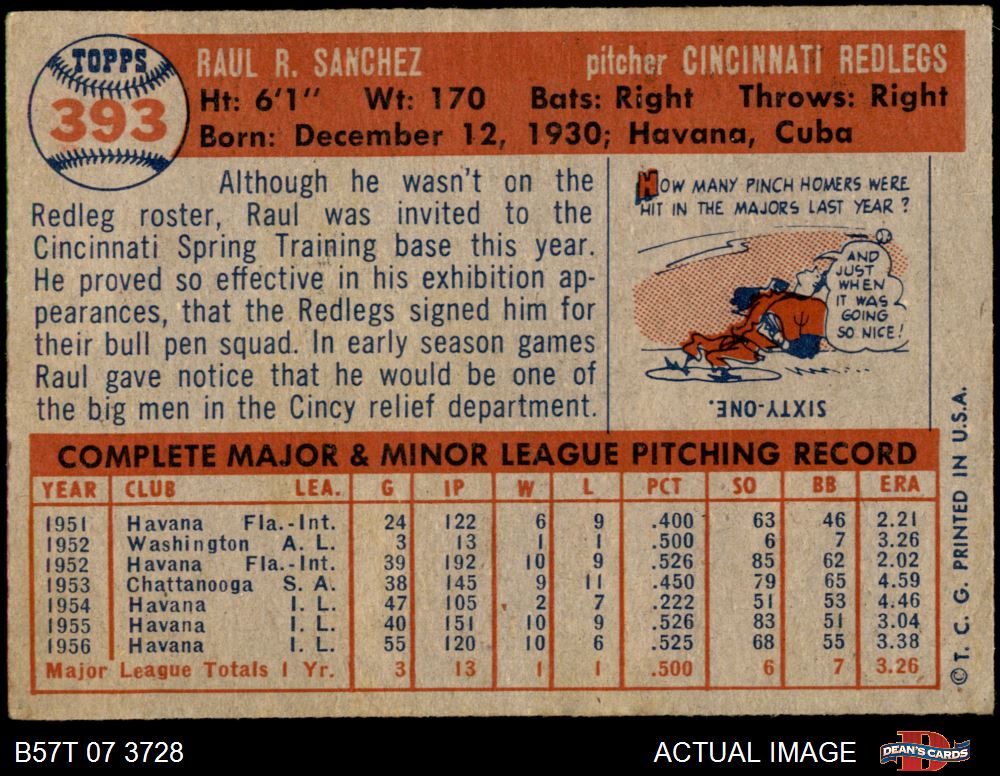 TOPPS
393
RAUL R. SANCHEZ pitcher CINCINNATI REDLEGS
Ht: 6'1" Wt: 170 Bats: Right Throws: Right
Born: December 12, 1930; Havana, Cuba
Although he wasn't on the
Redleg roster, Raul was invited to the
Cincinnati Spring Training base this year.
He proved so effective in his exhibition ap-
pearances, that the Redlegs signed him for
their bull pen squad. In early season games
Raul gave notice that he would be one of
the big men in the Cincy relief department.
HOW MANY PINCH HOMERS WERE
HIT IN THE MAJORS LAST YEAR?
AND
JUST
WHEN
IT WAS
GOING
SO NICE!
SIXTY-ONE.
COMPLETE MAJOR & MINOR LEAGUE PITCHING RECORD
YEAR CLUB LEA. G IP W L PCT SO BB ERA
1951 Havana Fla.-Int. 24 122 6 9 .400 63 46 2.21
1952 Washington A. L. 3 13 1 1 .500 6 7 3.26
1952 Havana Fla.-Int. 39 192 10 9 .526 85 62 2.02
1953 Chattanooga S. A. 38 145 9 11 .450 79 65 4.59
1954 Havana I. L. 47 105 2 7 .222 51 53 4.46
1955 Havana I. L. 40 151 10 9 .526 83 51 3.04
1956 Havana I. L. 55 120 10 6 .525 68 55 3.38
Major League Totals 1 Yr. 3 13 1 1 .500 6 7 3.26
© T. C. G. PRINTED IN U.S.A.
B57T 07 3728 ACTUAL IMAGE
D
DEAN'S CARDS